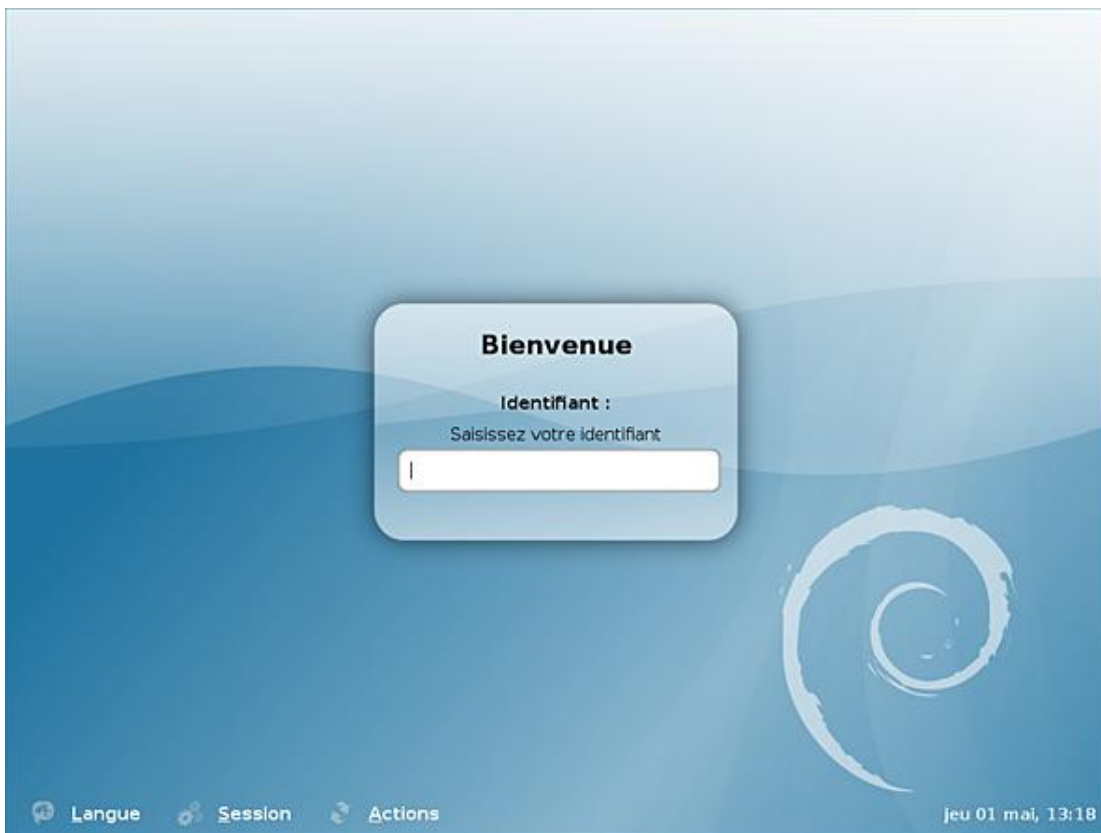 Bienvenue
Identifiant :
Saisissez votre identifiant
Langue Session Actions jeu 01 mai, 13:18